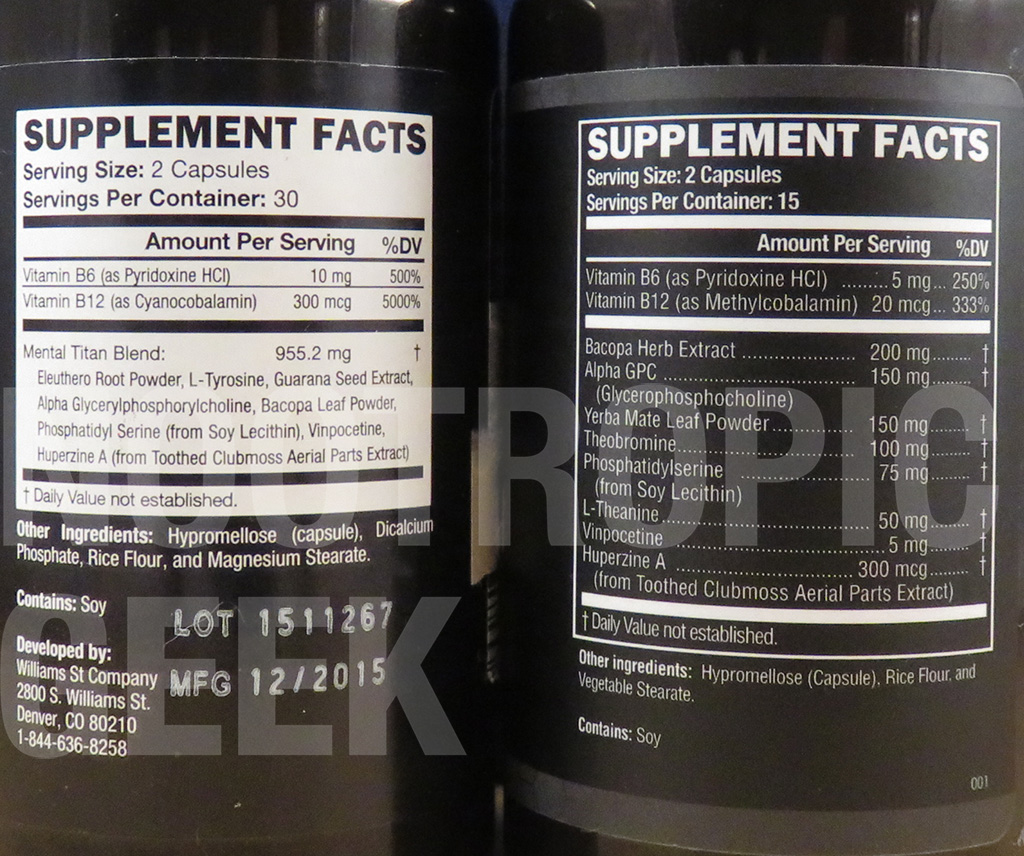 SUPPLEMENT FACTS
Serving Size: 2 Capsules
Servings Per Container: 30
Amount Per Serving %DV
Vitamin B6 (as Pyridoxine HCl) 10 mg 500%
Vitamin B12 (as Cyanocobalamin) 300 mcg 5000%
Mental Titan Blend: 955.2 mg †
Eleuthero Root Powder, L-Tyrosine, Guarana Seed Extract,
Alpha Glycerylphosphorylcholine, Bacopa Leaf Powder,
Phosphatidyl Serine (from Soy Lecithin), Vinpocetine,
Huperzine A (from Toothed Clubmoss Aerial Parts Extract)
† Daily Value not established.
Other Ingredients: Hypromellose (capsule), Dicalcium
Phosphate, Rice Flour, and Magnesium Stearate.
Contains: Soy
LOT 1511267
MFG 12/2015
Developed by:
Williams St Company
2800 S. Williams St.
Denver, CO 80210
1-844-636-8258
SUPPLEMENT FACTS
Serving Size: 2 Capsules
Servings Per Container: 15
Amount Per Serving %DV
Vitamin B6 (as Pyridoxine HCl) ......... 5 mg... 250%
Vitamin B12 (as Methylcobalamin) 20 mcg... 333%
Bacopa Herb Extract ........................ 200 mg........ †
Alpha GPC ................................... 150 mg........ †
(Glycerophosphocholine)
Yerba Mate Leaf Powder............... 150 mg........ †
Theobromine ................................ 100 mg........ †
Phosphatidylserine ....................... 75 mg........ †
(from Soy Lecithin)
L-Theanine..................................... 50 mg........ †
Vinpocetine .................................... 5 mg........ †
Huperzine A ................................ 300 mcg....... †
(from Toothed Clubmoss Aerial Parts Extract)
† Daily Value not established.
Other ingredients: Hypromellose (Capsule), Rice Flour, and
Vegetable Stearate.
Contains: Soy
001
NOOTROPIC
GEEK